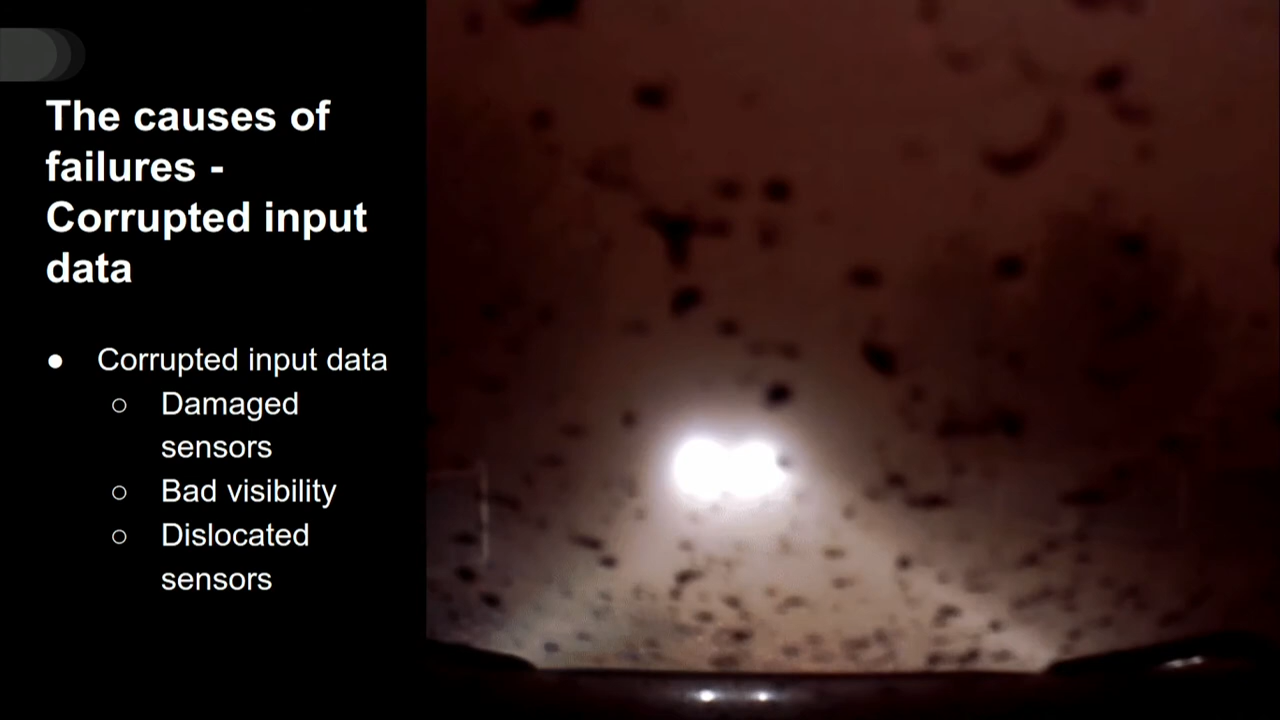 The causes of
failures -
Corrupted input
data
● Corrupted input data
○ Damaged
sensors
○ Bad visibility
○ Dislocated
sensors